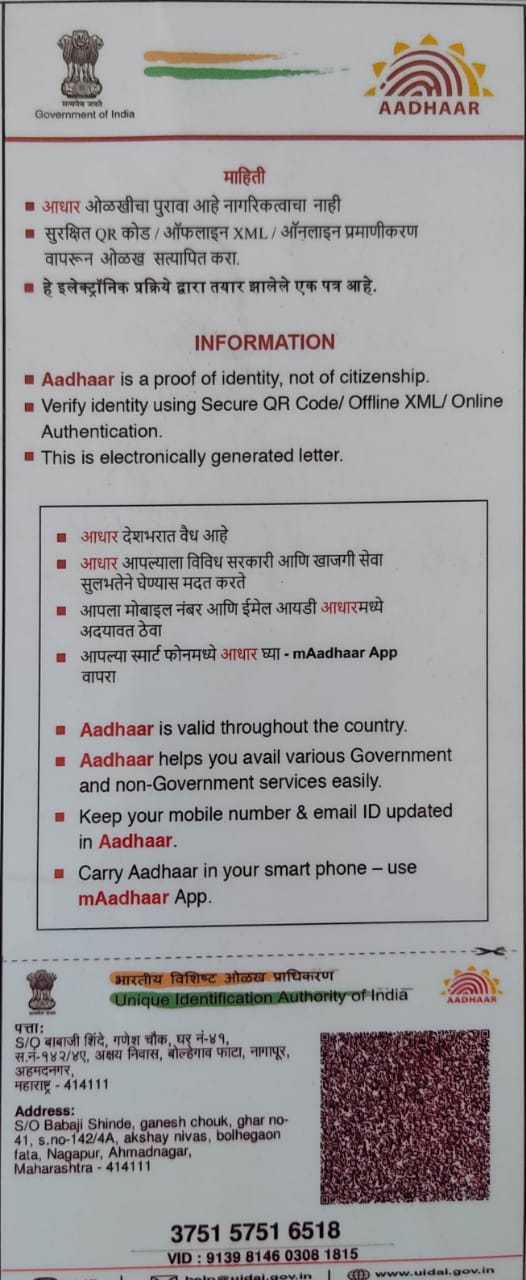 सत्यमेव जयते
Government of India
AADHAAR
माहिती
आधार ओळखीचा पुरावा आहे नागरिकत्वाचा नाही
सुरक्षित QR कोड / ऑफलाइन XML / ऑनलाइन प्रमाणीकरण
वापरून ओळख सत्यापित करा.
हे इलेक्ट्रॉनिक प्रक्रिये द्वारा तयार झालेले एक पत्र आहे.
INFORMATION
Aadhaar is a proof of identity, not of citizenship.
Verify identity using Secure QR Code/ Offline XML/ Online
Authentication.
This is electronically generated letter.
आधार देशभरात वैध आहे
आधार आपल्याला विविध सरकारी आणि खाजगी सेवा
सुलभतेने घेण्यास मदत करते
आपला मोबाइल नंबर आणि ईमेल आयडी आधारमध्ये
अदयावत ठेवा
आपल्या स्मार्ट फोनमध्ये आधार घ्या - mAadhaar App
वापरा
Aadhaar is valid throughout the country.
Aadhaar helps you avail various Government
and non-Government services easily.
Keep your mobile number & email ID updated
in Aadhaar.
Carry Aadhaar in your smart phone – use
mAadhaar App.
भारतीय विशिष्ट ओळख प्राधिकरण
Unique Identification Authority of India
AADHAAR
पत्ता:
S/O बाबाजी शिंदे, गणेश चौक, घर नं-४१,
स.नं-१४२/४ए, अक्षय निवास, बोल्हेगाव फाटा, नागापूर,
अहमदनगर,
महाराष्ट्र - 414111
Address:
S/O Babaji Shinde, ganesh chouk, ghar no-
41, s.no-142/4A, akshay nivas, bolhegaon
fata, Nagapur, Ahmadnagar,
Maharashtra - 414111
3751 5751 6518
VID : 9139 8146 0308 1815
help@uidai.gov.in | www.uidai.gov.in